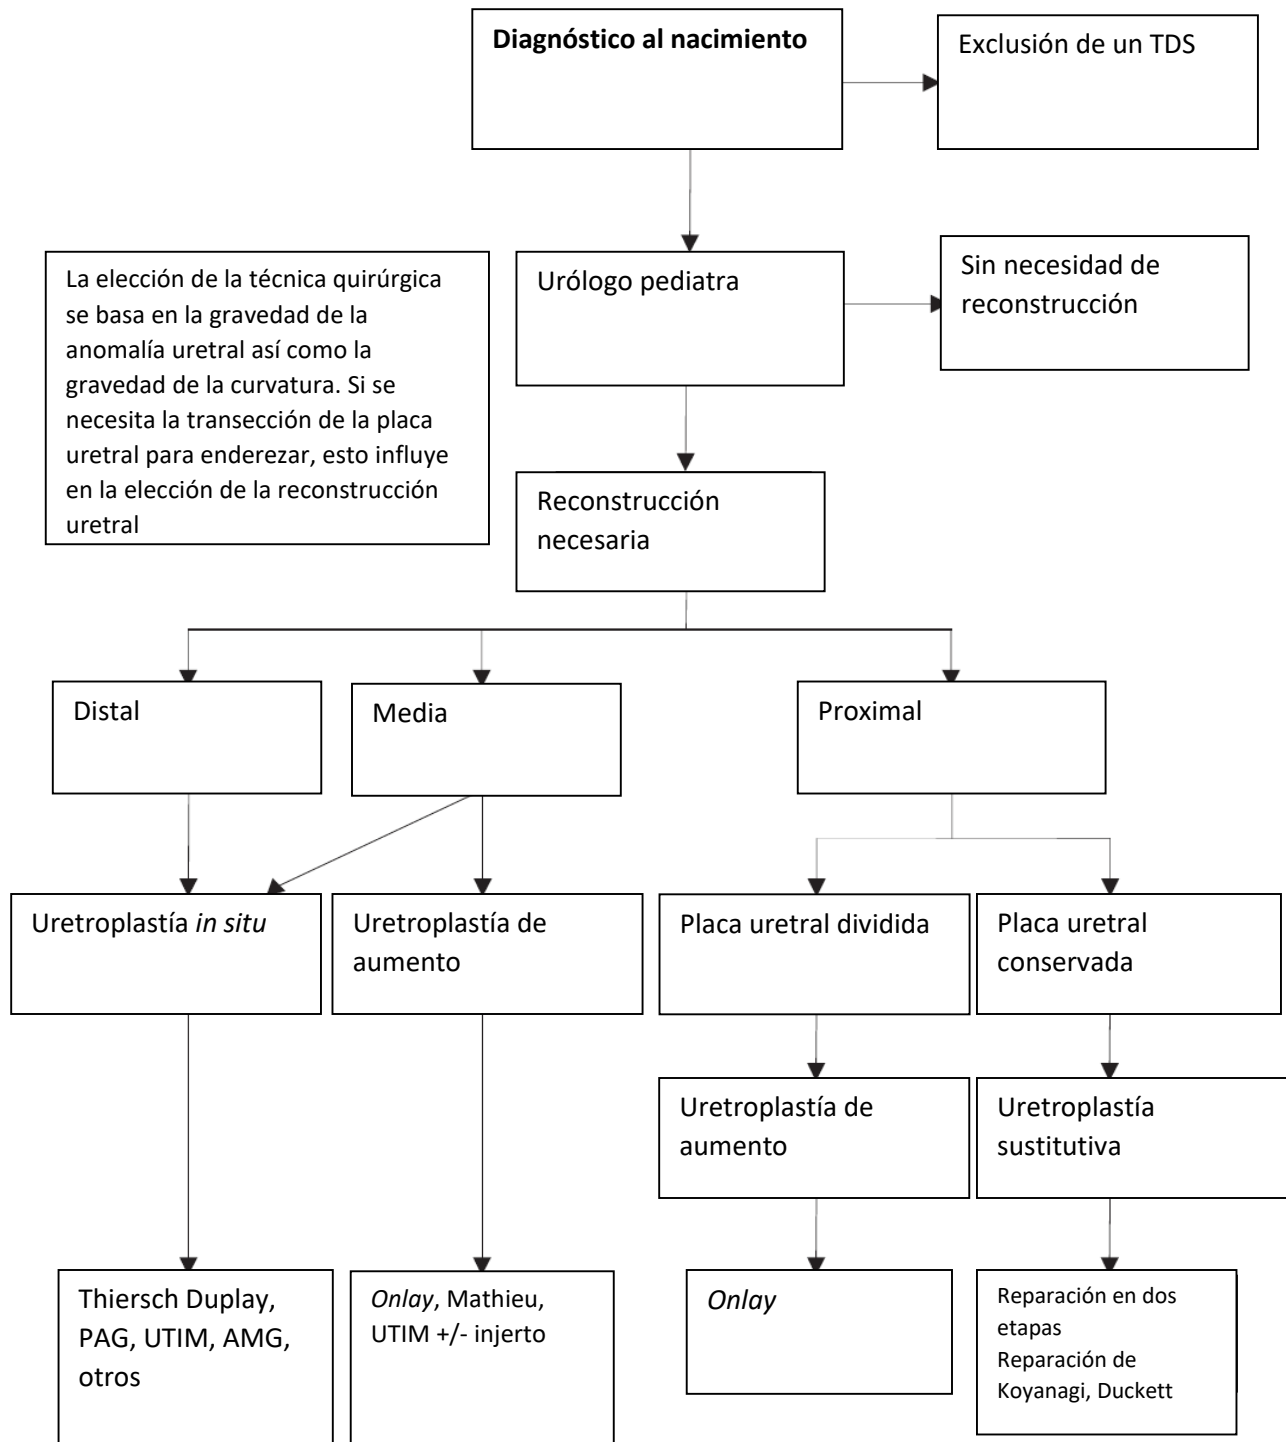 Diagnóstico al nacimiento
Exclusión de un TDS
La elección de la técnica quirúrgica
se basa en la gravedad de la
anomalía uretral así como la
gravedad de la curvatura. Si se
necesita la transección de la placa
uretral para enderezar, esto influye
en la elección de la reconstrucción
uretral
Urólogo pediatra
Sin necesidad de
reconstrucción
Reconstrucción
necesaria
Distal
Media
Proximal
Uretroplastía in situ
Uretroplastía de
aumento
Placa uretral dividida
Placa uretral
conservada
Uretroplastía de
aumento
Uretroplastía
sustitutiva
Thiersch Duplay,
PAG, UTIM, AMG,
otros
Onlay, Mathieu,
UTIM +/- injerto
Onlay
Reparación en dos
etapas
Reparación de
Koyanagi, Duckett